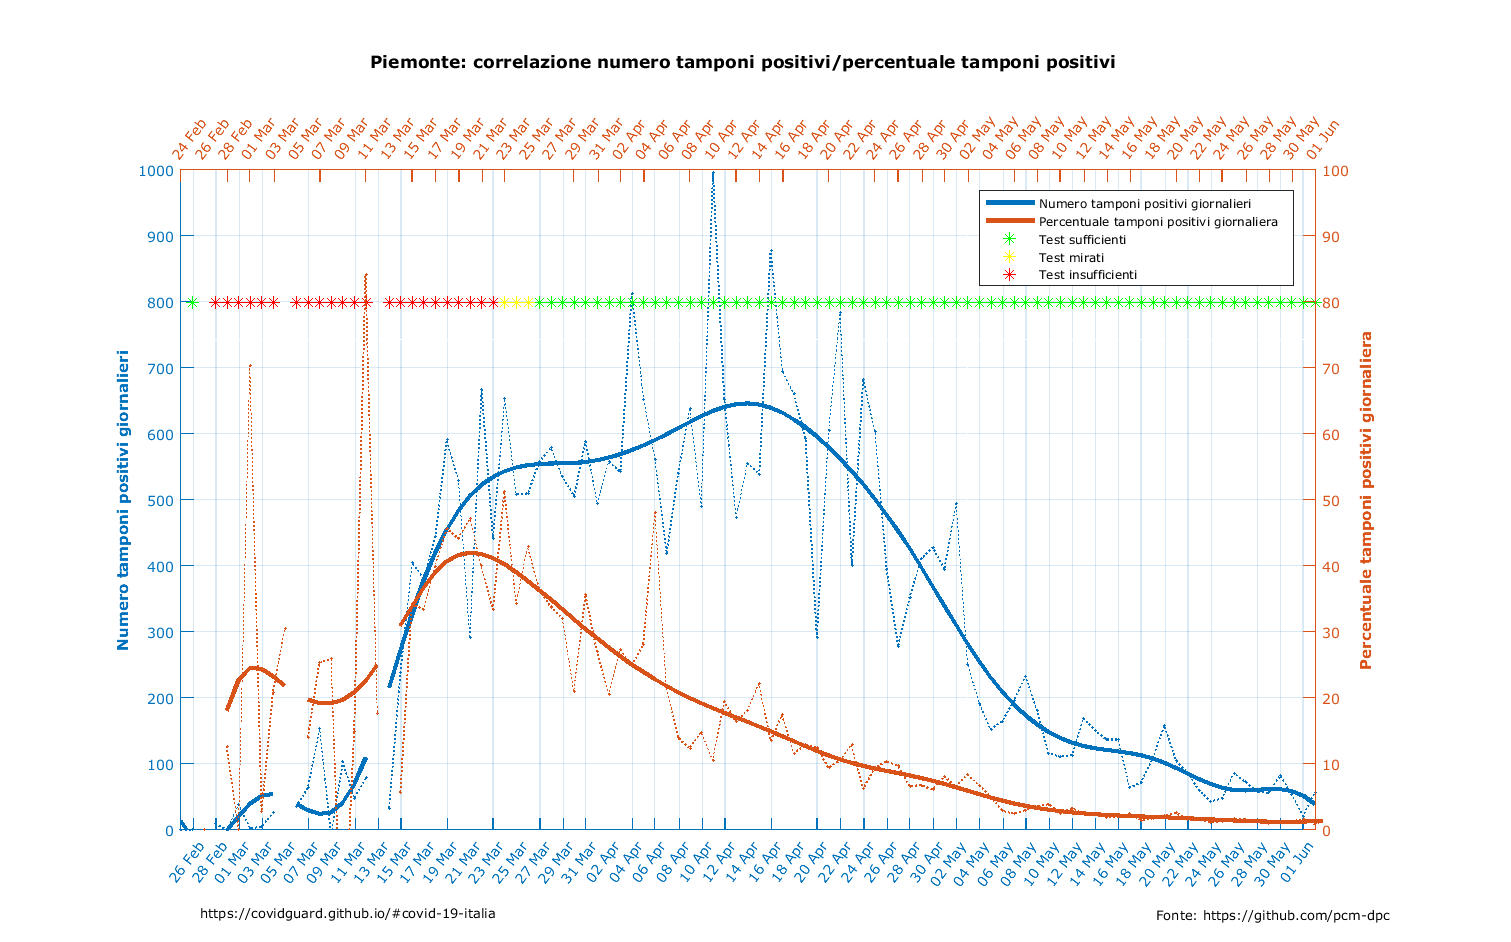 Piemonte: correlazione numero tamponi positivi/percentuale tamponi positivi
24 Feb
26 Feb
28 Feb
01 Mar
03 Mar
05 Mar
07 Mar
09 Mar
11 Mar
13 Mar
15 Mar
17 Mar
19 Mar
21 Mar
23 Mar
25 Mar
27 Mar
29 Mar
31 Mar
02 Apr
04 Apr
06 Apr
08 Apr
10 Apr
12 Apr
14 Apr
16 Apr
18 Apr
20 Apr
22 Apr
24 Apr
26 Apr
28 Apr
30 Apr
02 May
04 May
06 May
08 May
10 May
12 May
14 May
16 May
18 May
20 May
22 May
24 May
26 May
28 May
30 May
01 Jun
Numero tamponi positivi giornalieri
1000
900
800
700
600
500
400
300
200
100
0
Numero tamponi positivi giornalieri
Percentuale tamponi positivi giornaliera
Test sufficienti
Test mirati
Test insufficienti
100
90
80
70
60
50
40
30
20
10
0
Percentuale tamponi positivi giornaliera
26 Feb
28 Feb
01 Mar
03 Mar
05 Mar
07 Mar
09 Mar
11 Mar
13 Mar
15 Mar
17 Mar
19 Mar
21 Mar
23 Mar
25 Mar
27 Mar
29 Mar
31 Mar
02 Apr
04 Apr
06 Apr
08 Apr
10 Apr
12 Apr
14 Apr
16 Apr
18 Apr
20 Apr
22 Apr
24 Apr
26 Apr
28 Apr
30 Apr
02 May
04 May
06 May
08 May
10 May
12 May
14 May
16 May
18 May
20 May
22 May
24 May
26 May
28 May
30 May
01 Jun
https://covidguard.github.io/#covid-19-italia
Fonte: https://github.com/pcm-dpc